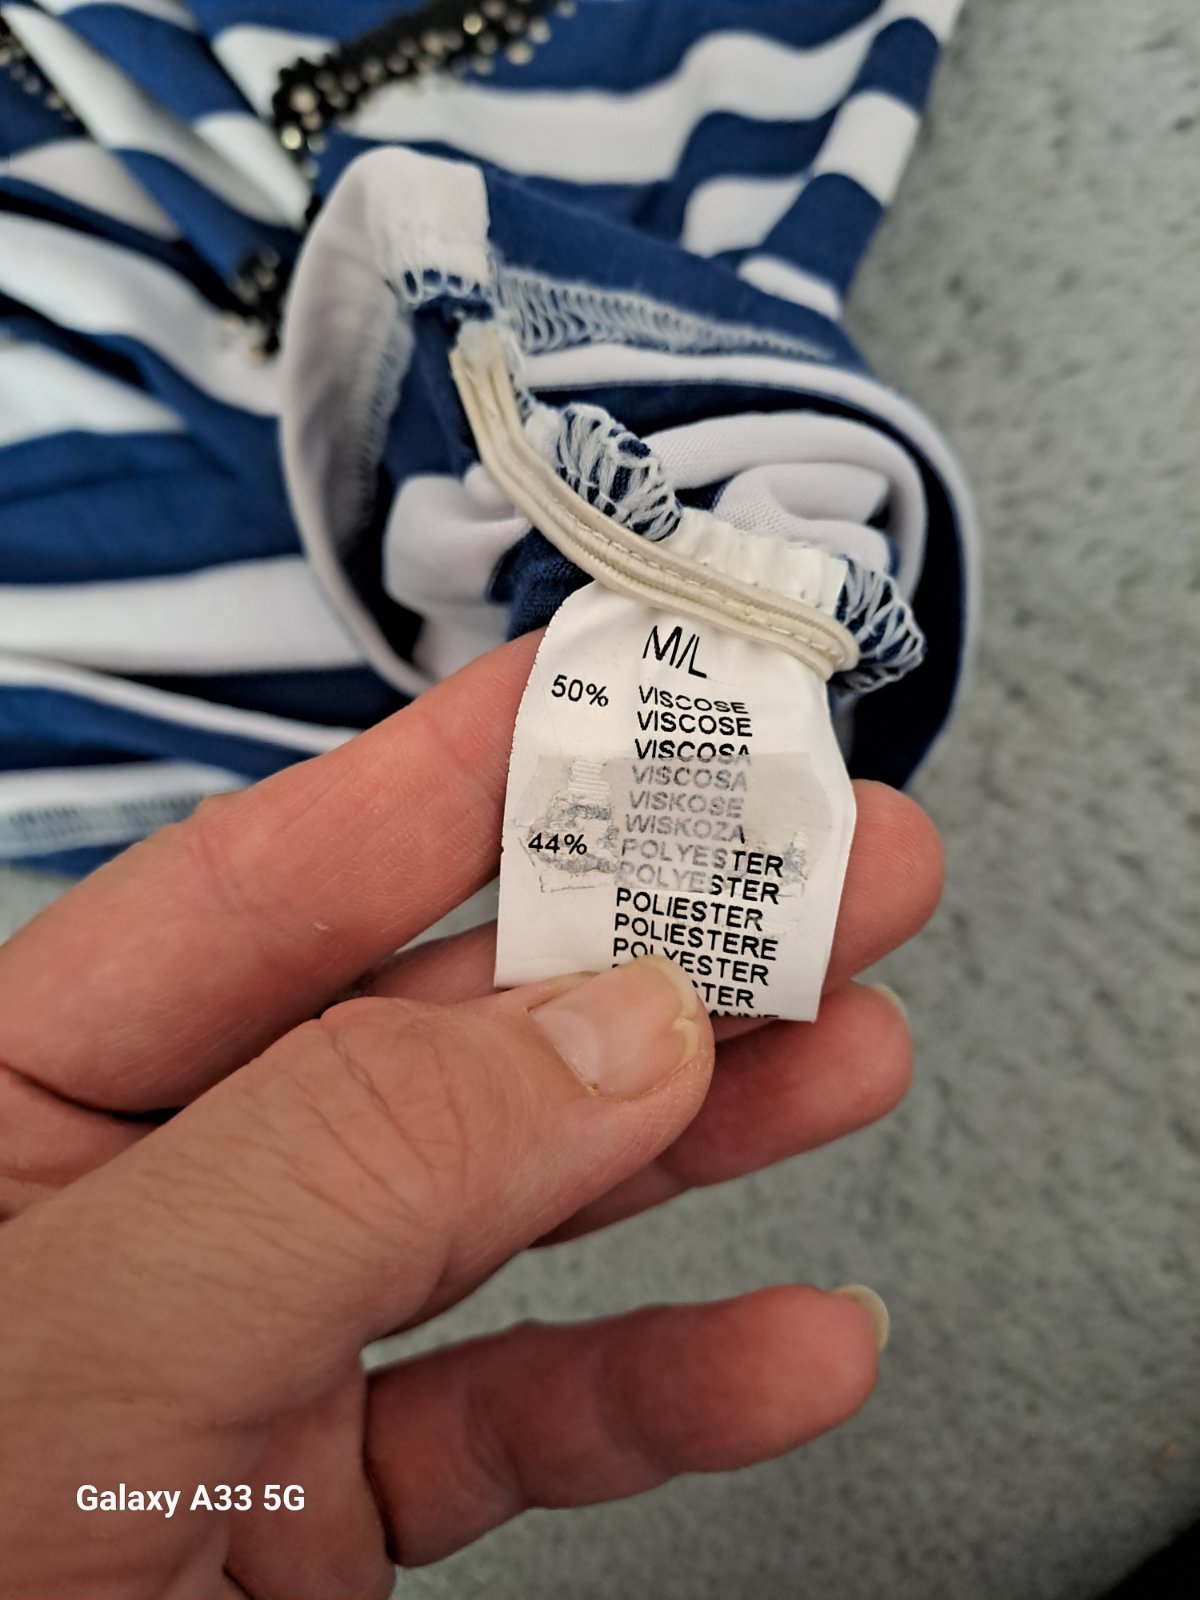 M/L
50% VISCOSE
VISCOSE
VISCOSA
VISCOSA
VISKOSE
WISKOZA
44% POLYESTER
POLYESTER
POLIESTER
POLIESTERE
POLYESTER
Galaxy A33 5G